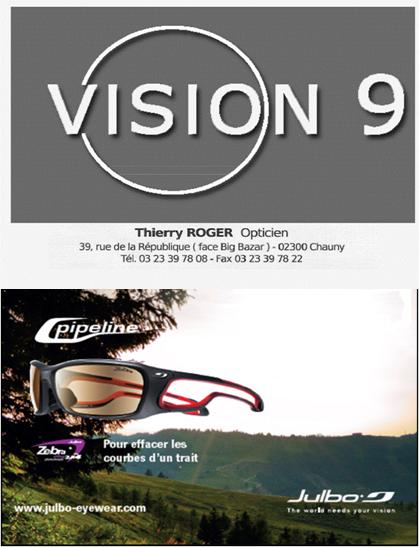 VISION 9
Thierry ROGER Opticien
39, rue de la République ( face Big Bazar ) - 02300 Chauny
Tél. 03 23 39 78 08 - Fax 03 23 39 78 22
pipeline
Julbo
Zebra
Pour effacer les
courbes d'un trait
Julbo
The world needs your vision
www.julbo-eyewear.com